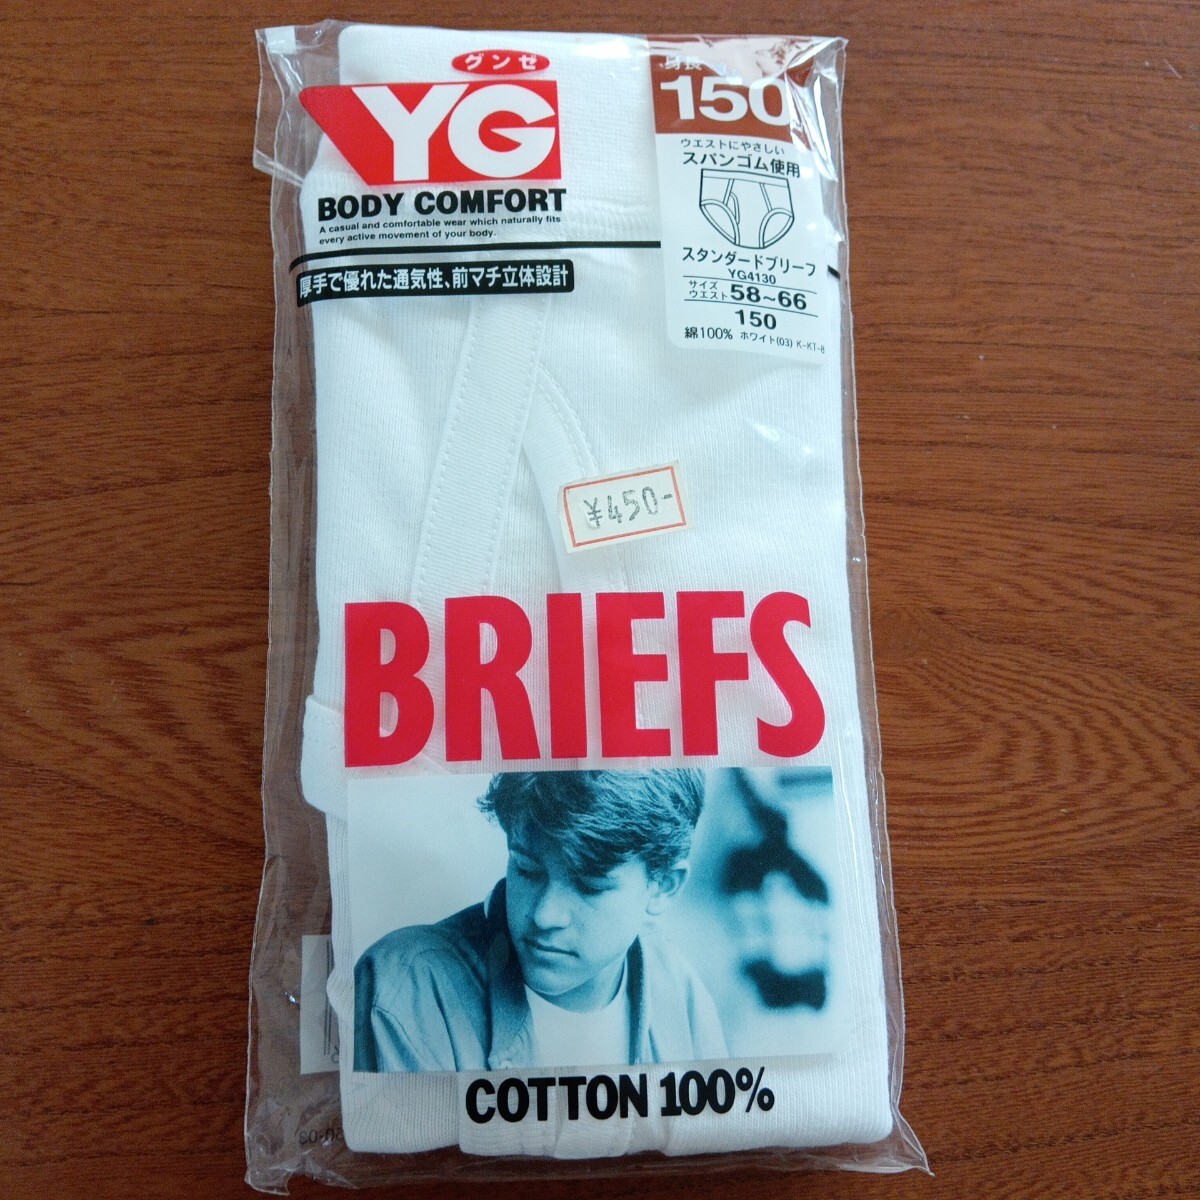 グンゼ
YG
BODY COMFORT
A casual and comfortable wear which naturally fits
every active movement of your body.
厚手で優れた通気性、前マチ立体設計
身長
150
ウエストにやさしい
スパンゴム使用
スタンダードブリーフ
YG4130
サイズ
ウエスト 58~66
150
綿100% ホワイト(03) K-KT-B
¥450-
BRIEFS
COTTON 100%